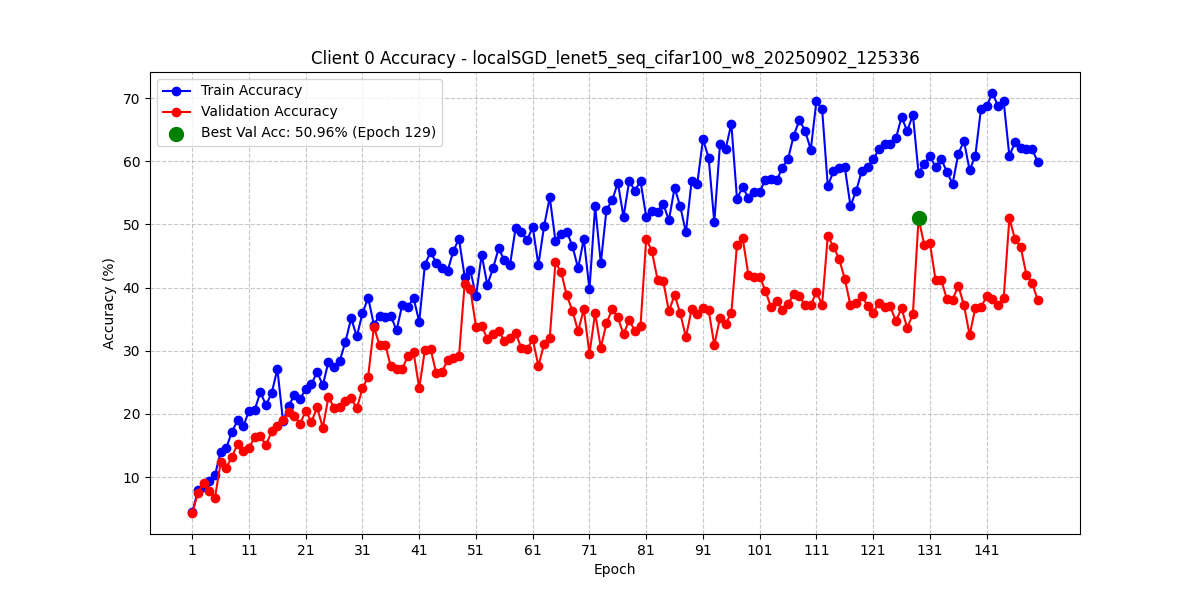 Client 0 Accuracy - localSGD_lenet5_seq_cifar100_w8_20250902_125336
Train Accuracy
Validation Accuracy
Best Val Acc: 50.96% (Epoch 129)
Accuracy (%)
70
60
50
40
30
20
10
1 11 21 31 41 51 61 71 81 91 101 111 121 131 141
Epoch